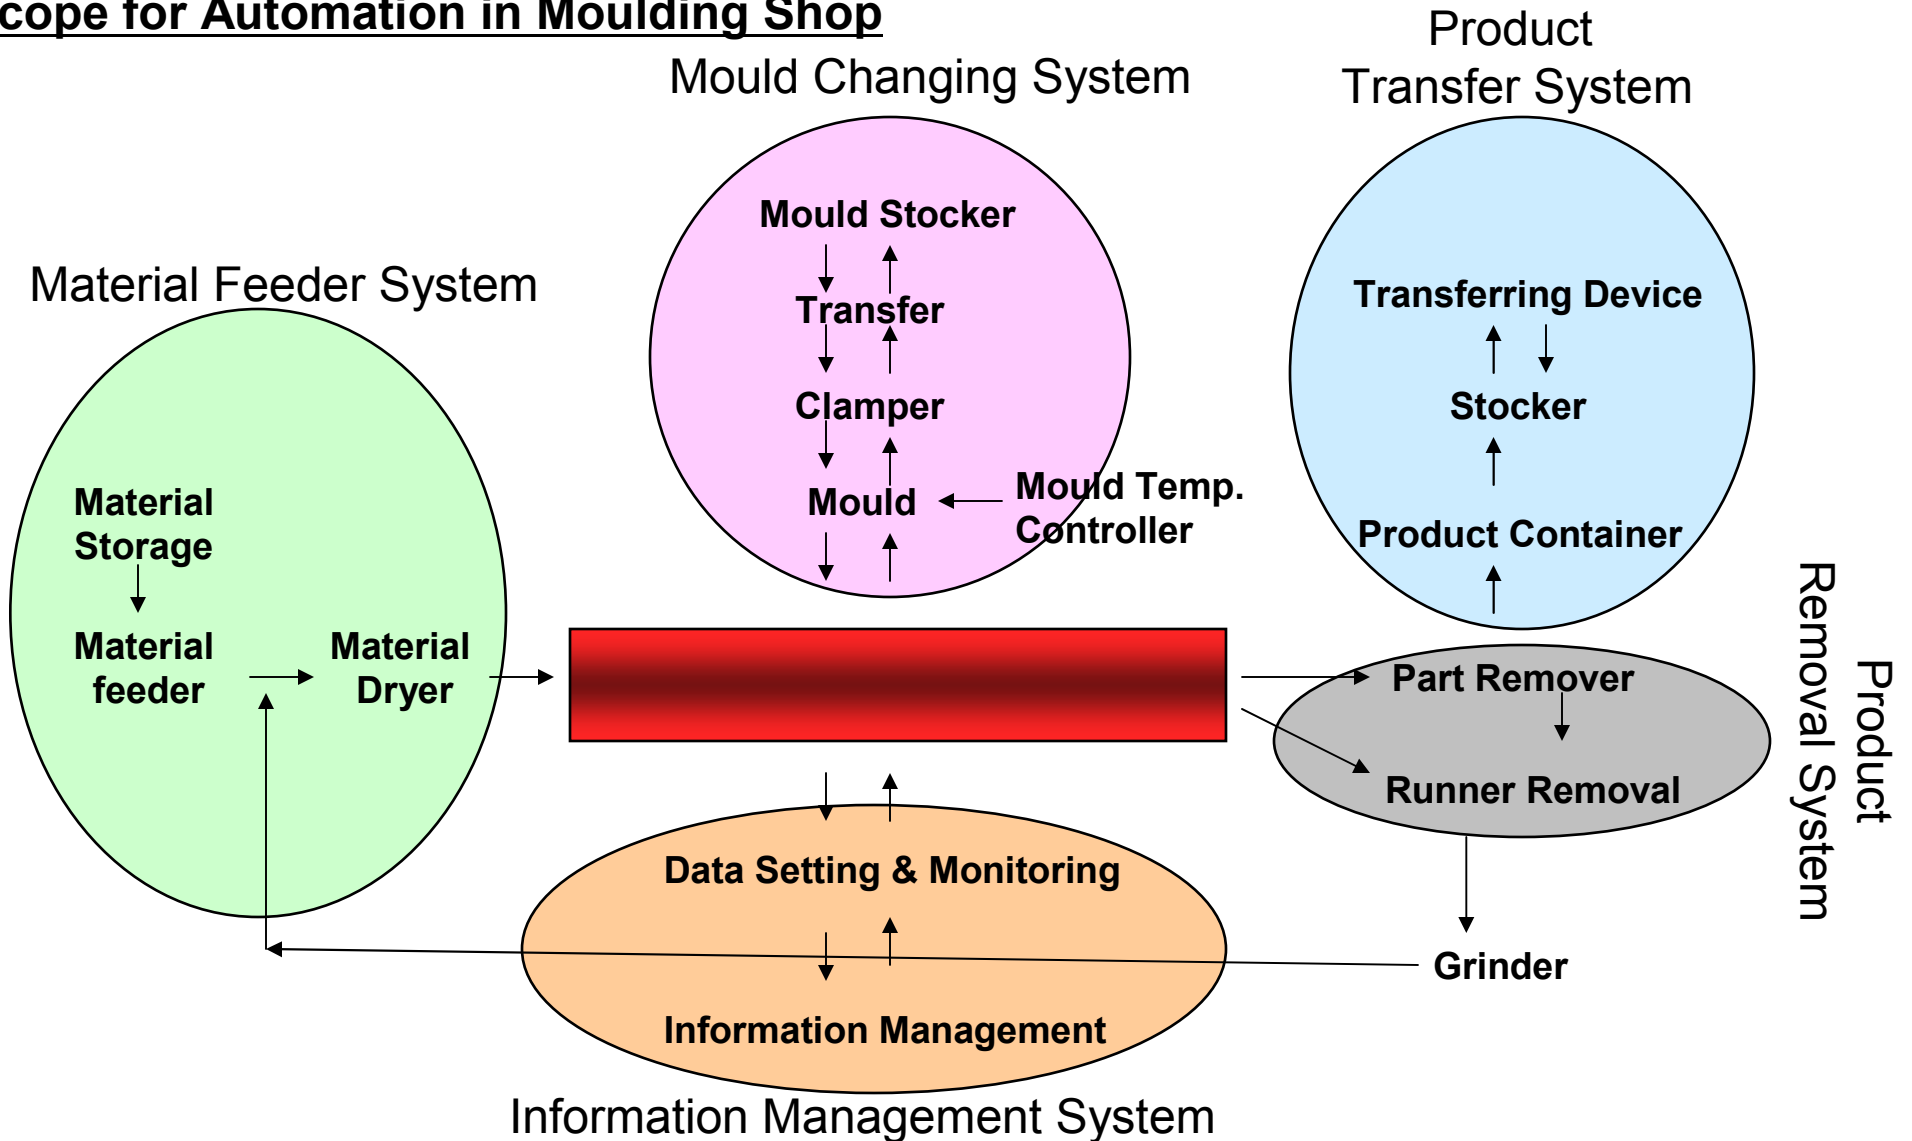 cope for Automation in Moulding Shop
Product
Transfer System
Mould Changing System
Mould Stocker
Transfer
Clamper
Mould
Mould Temp.
Controller
Transferring Device
Stocker
Product Container
Material Feeder System
Material
Storage
Material
feeder
Material
Dryer
Part Remover
Runner Removal
Product
Removal System
Data Setting & Monitoring
Information Management
Grinder
Information Management System